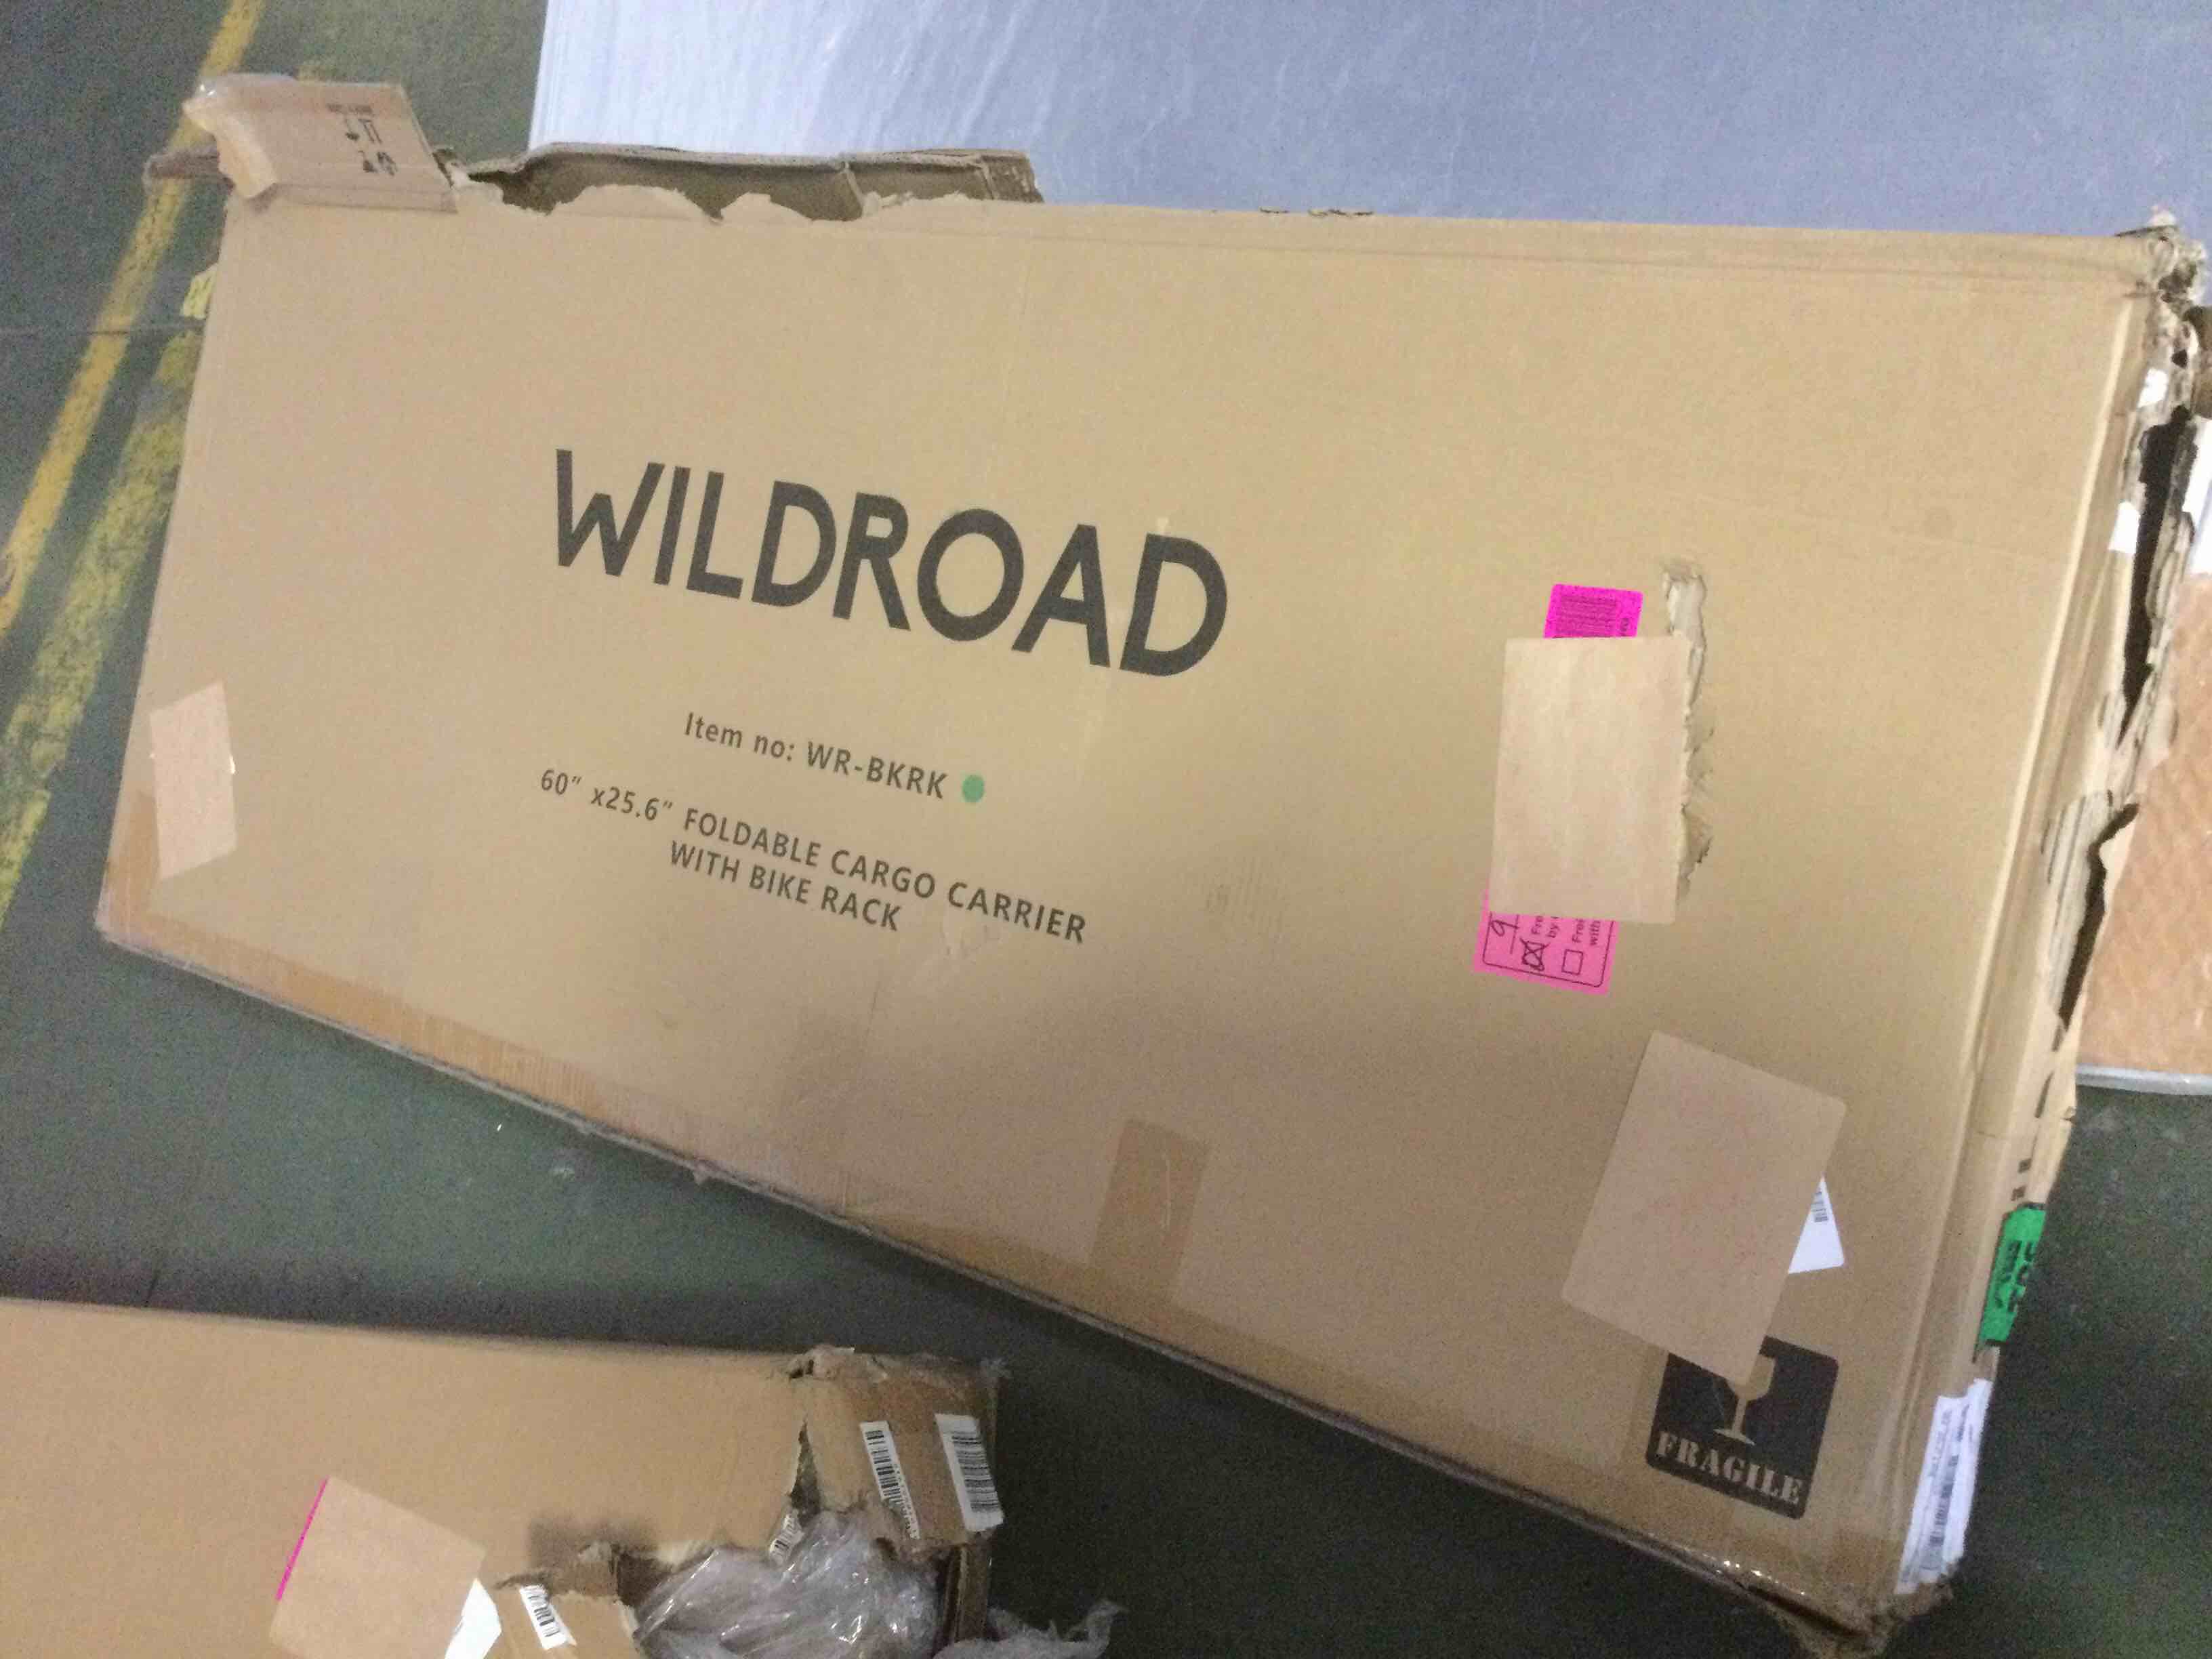 WILDROAD
Item no: WR-BKRK
60" x25.6" FOLDABLE CARGO CARRIER
WITH BIKE RACK
FRAGILE